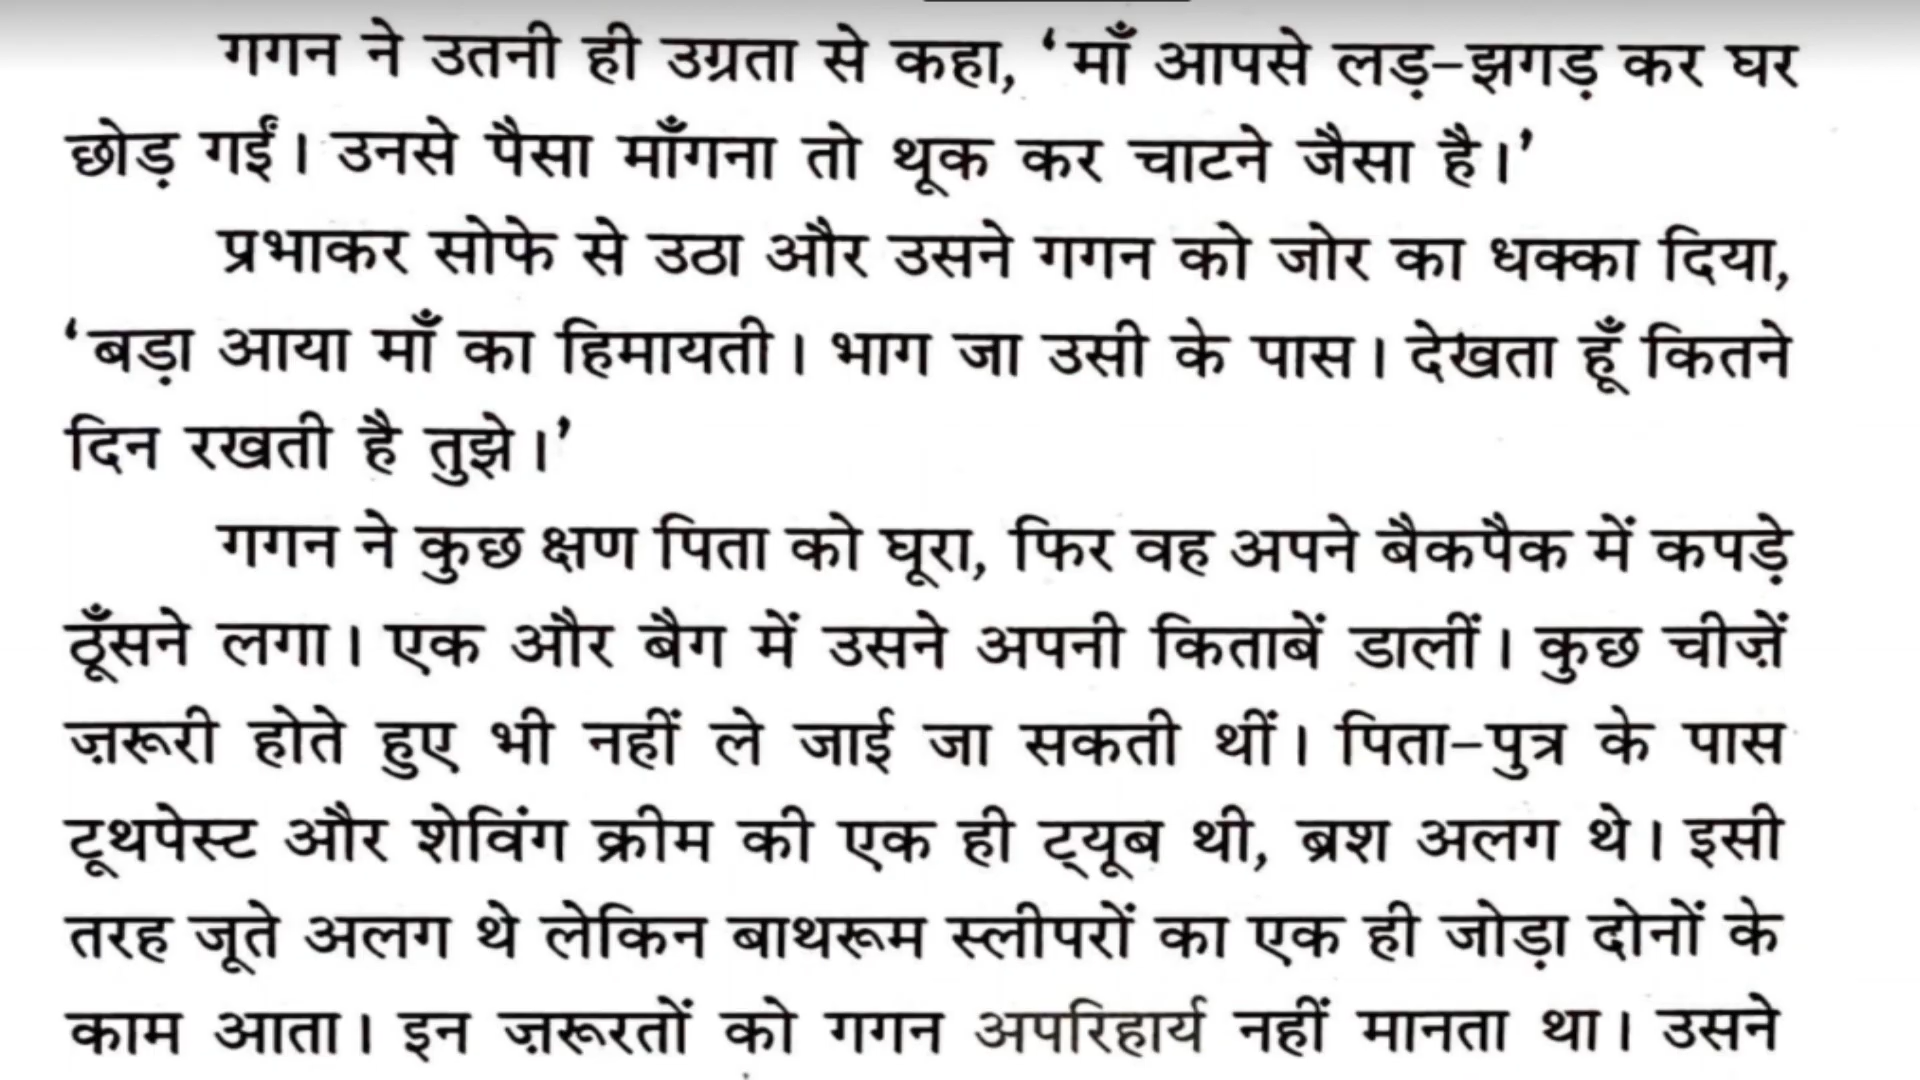 गगन ने उतनी ही उग्रता से कहा, ‘माँ आपसे लड़-झगड़ कर घर
छोड़ गईं। उनसे पैसा माँगना तो थूक कर चाटने जैसा है।’
प्रभाकर सोफे से उठा और उसने गगन को जोर का धक्का दिया,
‘बड़ा आया माँ का हिमायती। भाग जा उसी के पास। देखता हूँ कितने
दिन रखती है तुझे।’
गगन ने कुछ क्षण पिता को घूरा, फिर वह अपने बैकपैक में कपड़े
ठूँसने लगा। एक और बैग में उसने अपनी किताबें डालीं। कुछ चीज़ें
ज़रूरी होते हुए भी नहीं ले जाई जा सकती थीं। पिता-पुत्र के पास
टूथपेस्ट और शेविंग क्रीम की एक ही ट्यूब थी, ब्रश अलग थे। इसी
तरह जूते अलग थे लेकिन बाथरूम स्लीपरों का एक ही जोड़ा दोनों के
काम आता। इन ज़रूरतों को गगन अपरिहार्य नहीं मानता था। उसने